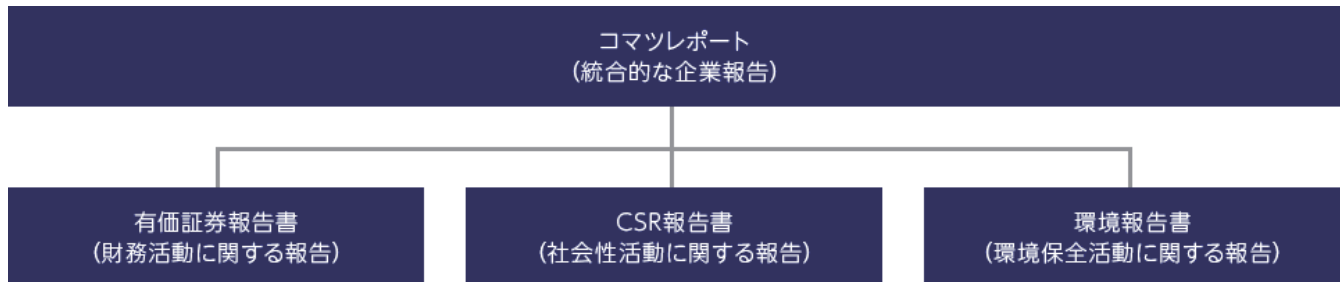 コマツレポート
(統合的な企業報告)
有価証券報告書
(財務活動に関する報告)
CSR報告書
(社会性活動に関する報告)
環境報告書
(環境保全活動に関する報告)